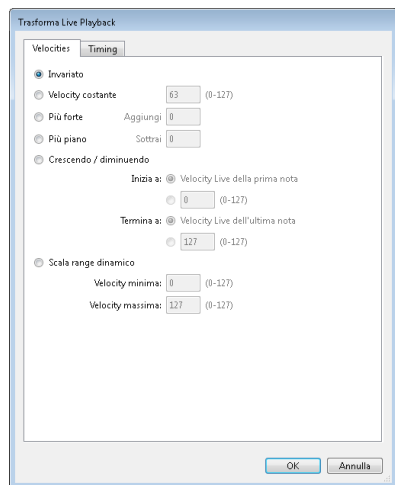 Trasforma Live Playback
Velocities Timing
Invariato
Velocity costante 63 (0-127)
Più forte Aggiungi 0
Più piano Sottrai 0
Crescendo / diminuendo
Inizia a: Velocity Live della prima nota
0 (0-127)
Termina a: Velocity Live dell'ultima nota
127 (0-127)
Scala range dinamico
Velocity minima: 0 (0-127)
Velocity massima: 127 (0-127)
OK Annulla